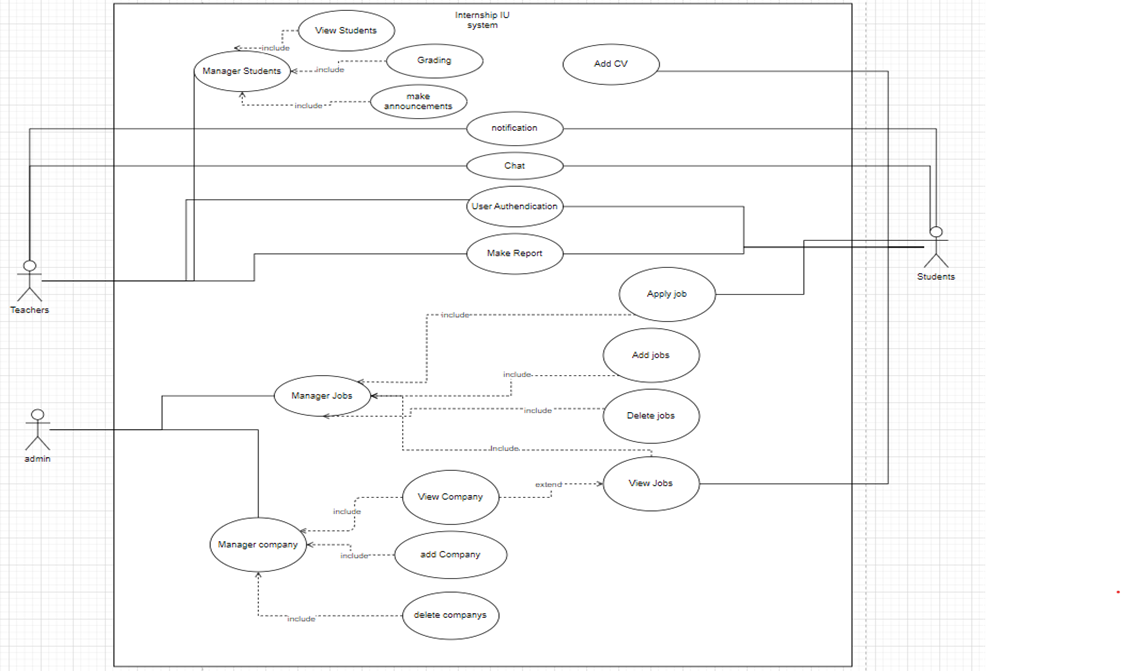 Internship IU
system
View Students
include
Manager Students
Grading
include
Add CV
make
announcements
include
notification
Chat
User Authendication
Make Report
Students
Teachers
Apply job
include
Add jobs
include
Manager Jobs
Delete jobs
include
admin
Include
View Jobs
extend
View Company
include
Manager company
add Company
include
delete companys
include